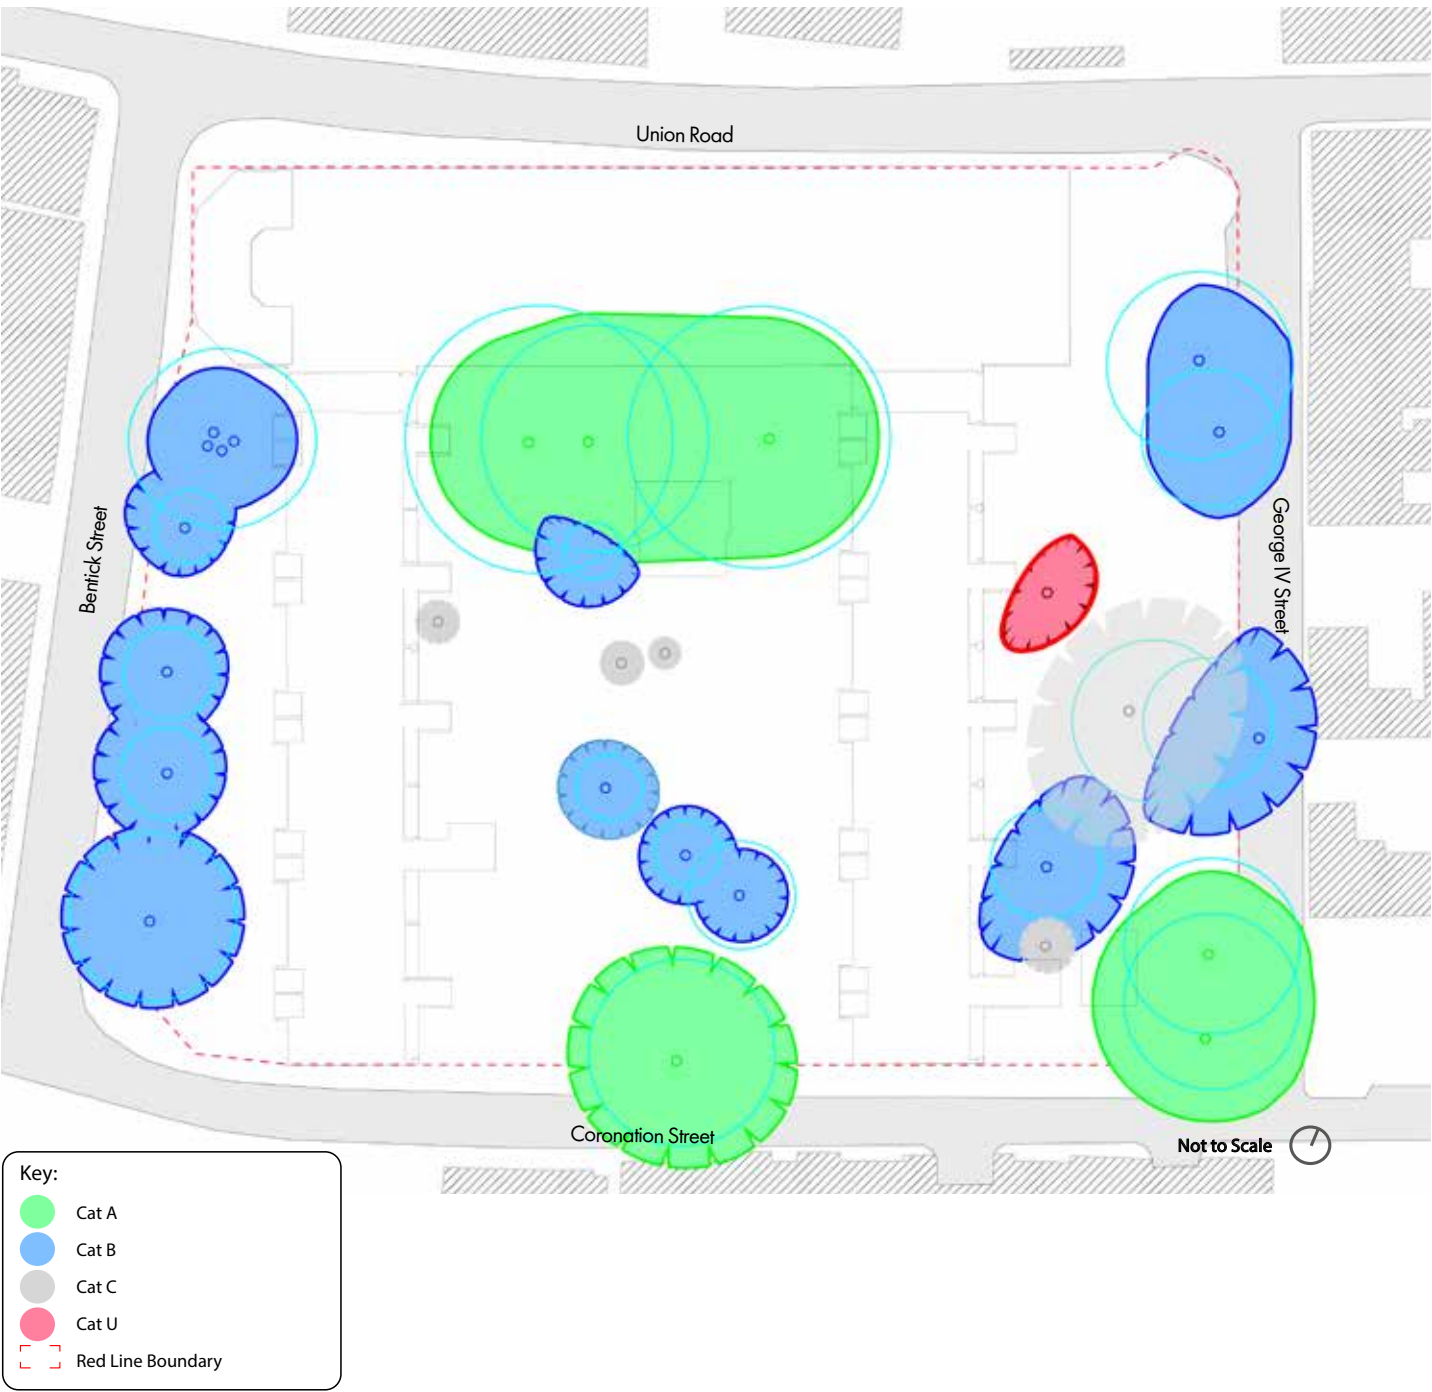 Union Road
Bentick Street
George IV Street
Coronation Street
Not to Scale
Key:
Cat A
Cat B
Cat C
Cat U
Red Line Boundary